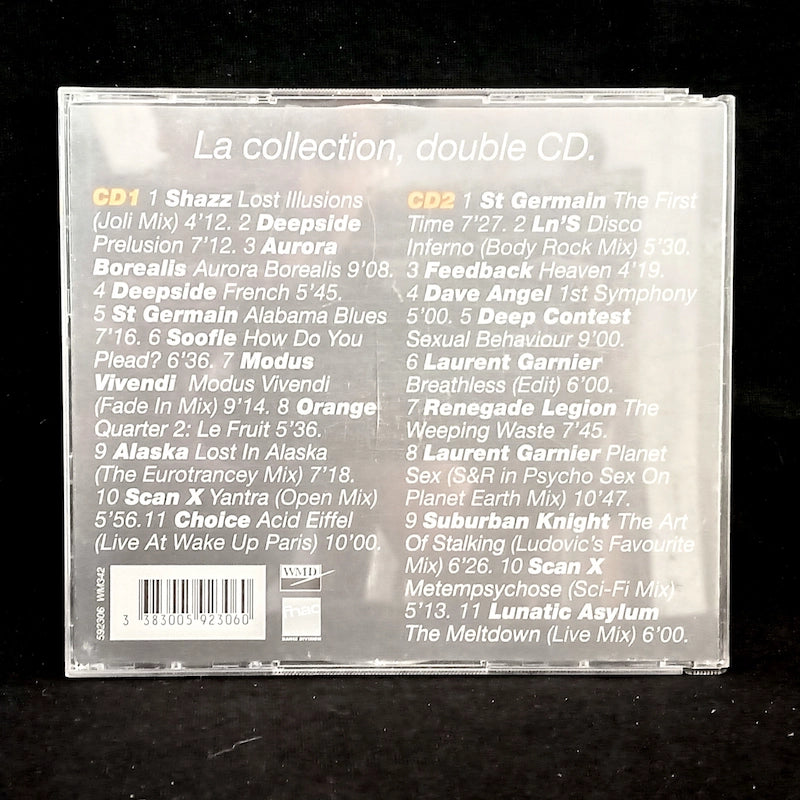 La collection, double CD.
CD1 1 Shazz Lost Illusions
(Joli Mix) 4'12. 2 Deepside
Prelusion 7'12. 3 Aurora
Borealis Aurora Borealis 9'08.
4 Deepside French 5'45.
5 St Germain Alabama Blues
7'16. 6 Soofle How Do You
Plead? 6'36. 7 Modus
Vivendi Modus Vivendi
(Fade In Mix) 9'14. 8 Orange
Quarter 2: Le Fruit 5'36.
9 Alaska Lost In Alaska
(The Eurotrancey Mix) 7'18.
10 Scan X Yantra (Open Mix)
5'56.11 Choice Acid Eiffel
(Live At Wake Up Paris) 10'00.
CD2 1 St Germain The First
Time 7'27. 2 Ln'S Disco
Inferno (Body Rock Mix) 5'30.
3 Feedback Heaven 4'19.
4 Dave Angel 1st Symphony
5'00. 5 Deep Contest
Sexual Behaviour 9'00.
6 Laurent Garnier
Breathless (Edit) 6'00.
7 Renegade Legion The
Weeping Waste 7'45.
8 Laurent Garnier Planet
Sex (S&R in Psycho Sex On
Planet Earth Mix) 10'47.
9 Suburban Knight The Art
Of Stalking (Ludovic's Favourite
Mix) 6'26. 10 Scan X
Metempsychose (Sci-Fi Mix)
5'13. 11 Lunatic Asylum
The Meltdown (Live Mix) 6'00.
592306 WM342
3 383005 923060
WMD
Fnac
DANCE DIVISION